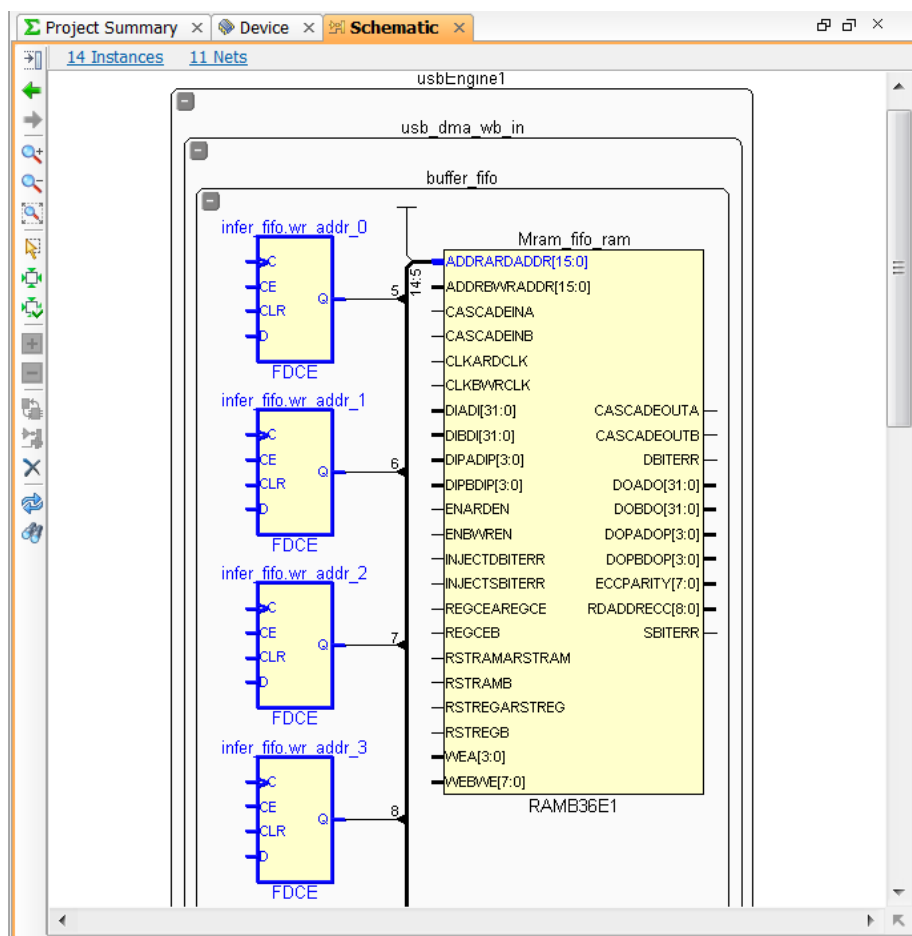 Project Summary × Device × Schematic ×
14 Instances 11 Nets
usbEngine1
usb_dma_wb_in
buffer_fifo
infer_fifo.wr_addr_0
C
CE
CLR
D
Q
FDCE
5
infer_fifo.wr_addr_1
C
CE
CLR
D
Q
FDCE
6
infer_fifo.wr_addr_2
C
CE
CLR
D
Q
FDCE
7
infer_fifo.wr_addr_3
C
CE
CLR
D
Q
FDCE
8
14:5
Mram_fifo_ram
ADDRARDADDR[15:0]
ADDRBWRADDR[15:0]
CASCADEINA
CASCADEINB
CLKARDCLK
CLKBWRCLK
DIADI[31:0]
DIBDI[31:0]
DIPADIP[3:0]
DIPBDIP[3:0]
ENARDEN
ENBWREN
INJECTDBITERR
INJECTSBITERR
REGCEAREGCE
REGCEB
RSTRAMARSTRAM
RSTRAMB
RSTREGARSTREG
RSTREGB
WEA[3:0]
WEBWE[7:0]
CASCADEOUTA
CASCADEOUTB
DBITERR
DOADO[31:0]
DOBDO[31:0]
DOPADOP[3:0]
DOPBDOP[3:0]
ECCPARITY[7:0]
RDADDRECC[8:0]
SBITERR
RAMB36E1